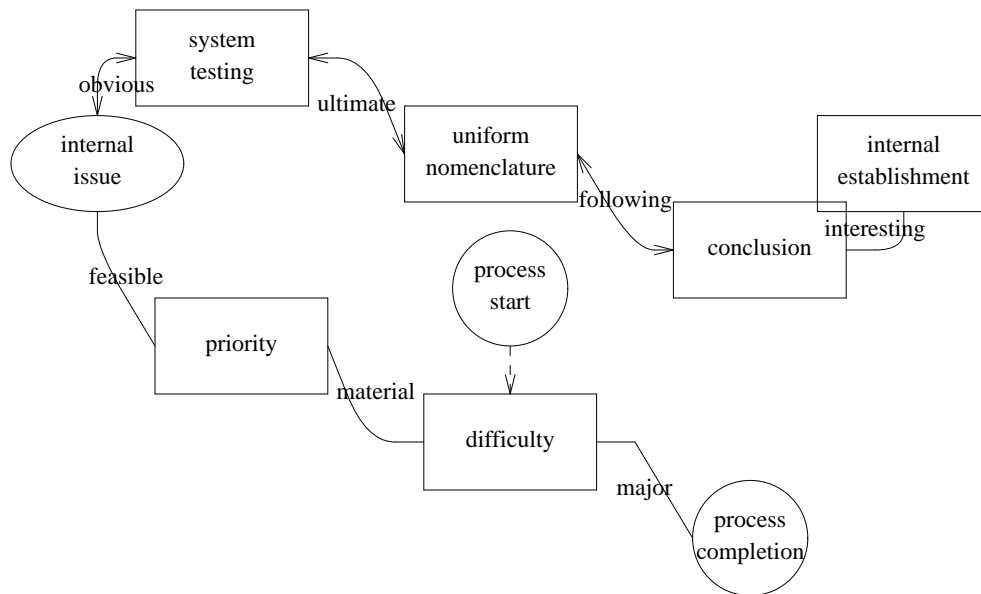 system
testing
obvious
ultimate
internal
issue
uniform
nomenclature
internal
establishment
following
interesting
conclusion
process
start
feasible
priority
material
difficulty
major
process
completion